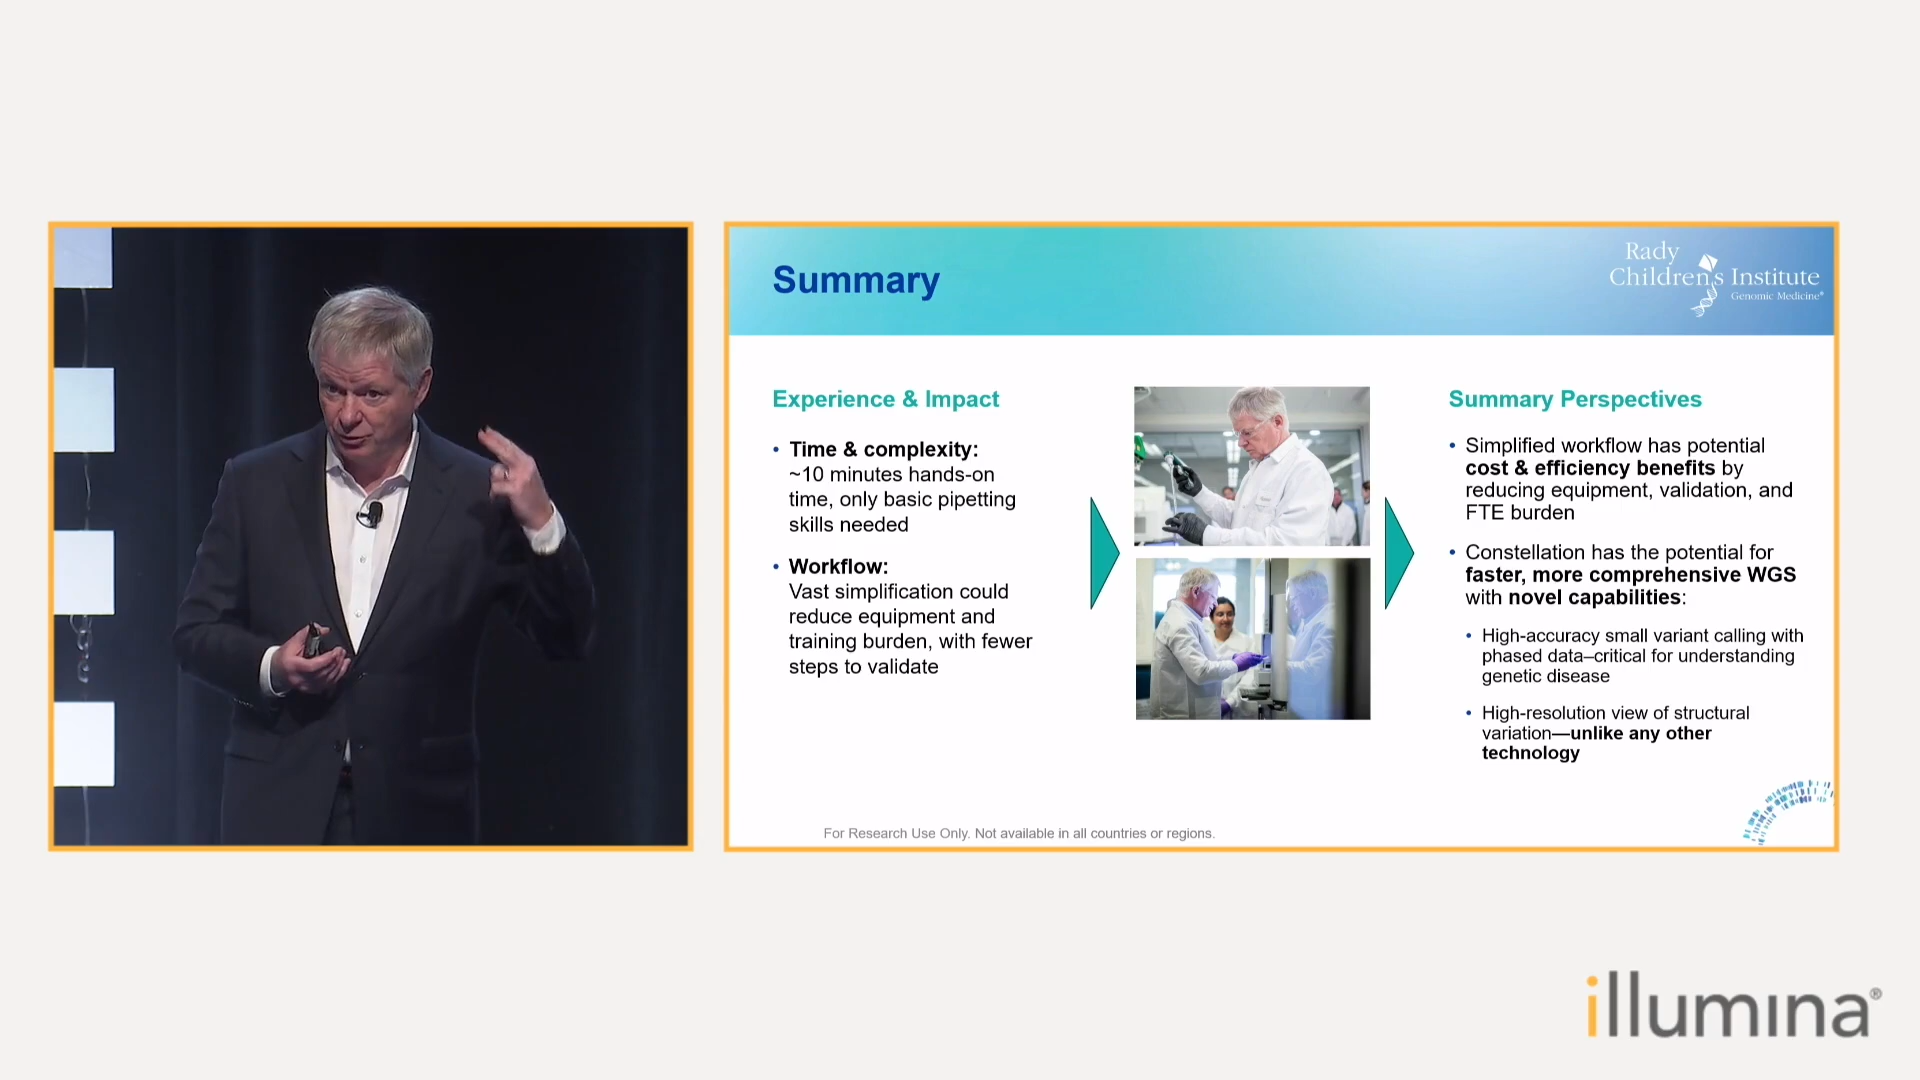 Summary
Rady
Children's Institute
Genomic Medicine®
Experience & Impact
• Time & complexity:
~10 minutes hands-on
time, only basic pipetting
skills needed
• Workflow:
Vast simplification could
reduce equipment and
training burden, with fewer
steps to validate
Summary Perspectives
• Simplified workflow has potential
cost & efficiency benefits by
reducing equipment, validation, and
FTE burden
• Constellation has the potential for
faster, more comprehensive WGS
with novel capabilities:
• High-accuracy small variant calling with
phased data–critical for understanding
genetic disease
• High-resolution view of structural
variation—unlike any other
technology
For Research Use Only. Not available in all countries or regions.
illumina®